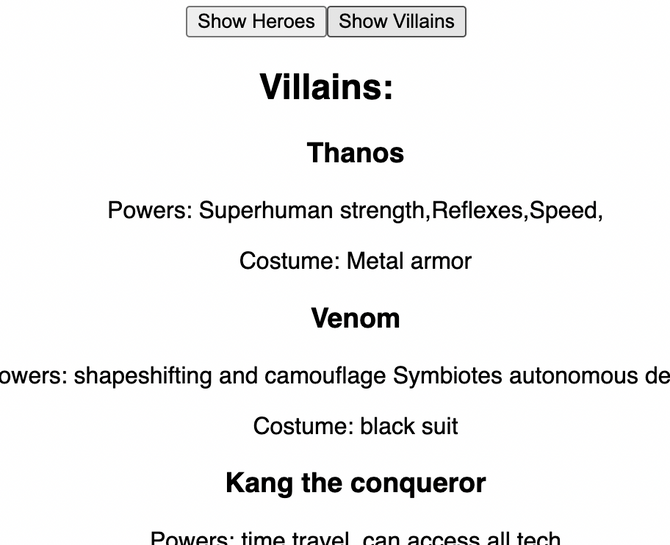 Show Heroes Show Villains
Villains:
Thanos
Powers: Superhuman strength,Reflexes,Speed,
Costume: Metal armor
Venom
owers: shapeshifting and camouflage Symbiotes autonomous de
Costume: black suit
Kang the conqueror
Powers: time travel, can access all tech